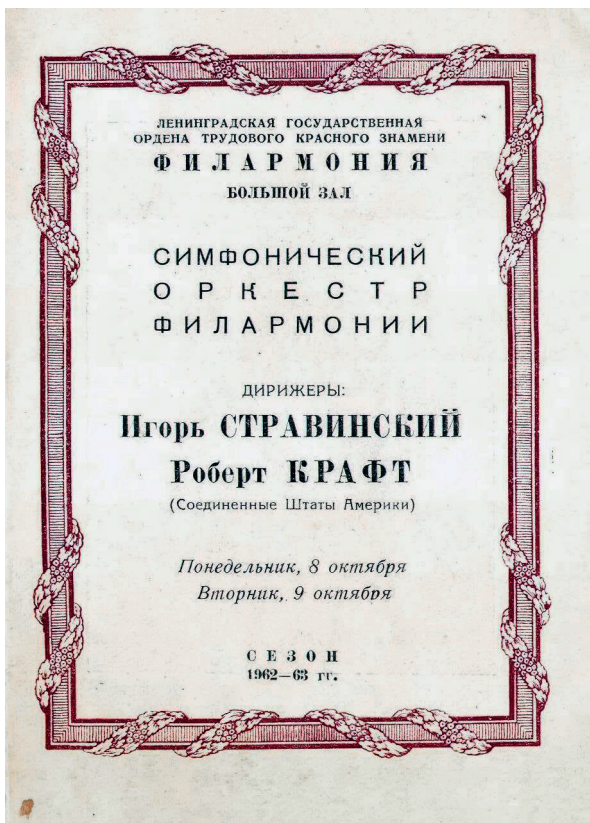 ЛЕНИНГРАДСКАЯ ГОСУДАРСТВЕННАЯ
ОРДЕНА ТРУДОВОГО КРАСНОГО ЗНАМЕНИ
ФИЛАРМОНИЯ
БОЛЬШОЙ ЗАЛ
СИМФОНИЧЕСКИЙ
ОРКЕСТР
ФИЛАРМОНИИ
ДИРИЖЕРЫ:
Игорь СТРАВИНСКИЙ
Роберт КРАФТ
(Соединенные Штаты Америки)
Понедельник, 8 октября
Вторник, 9 октября
СЕЗОН
1962—63 гг.